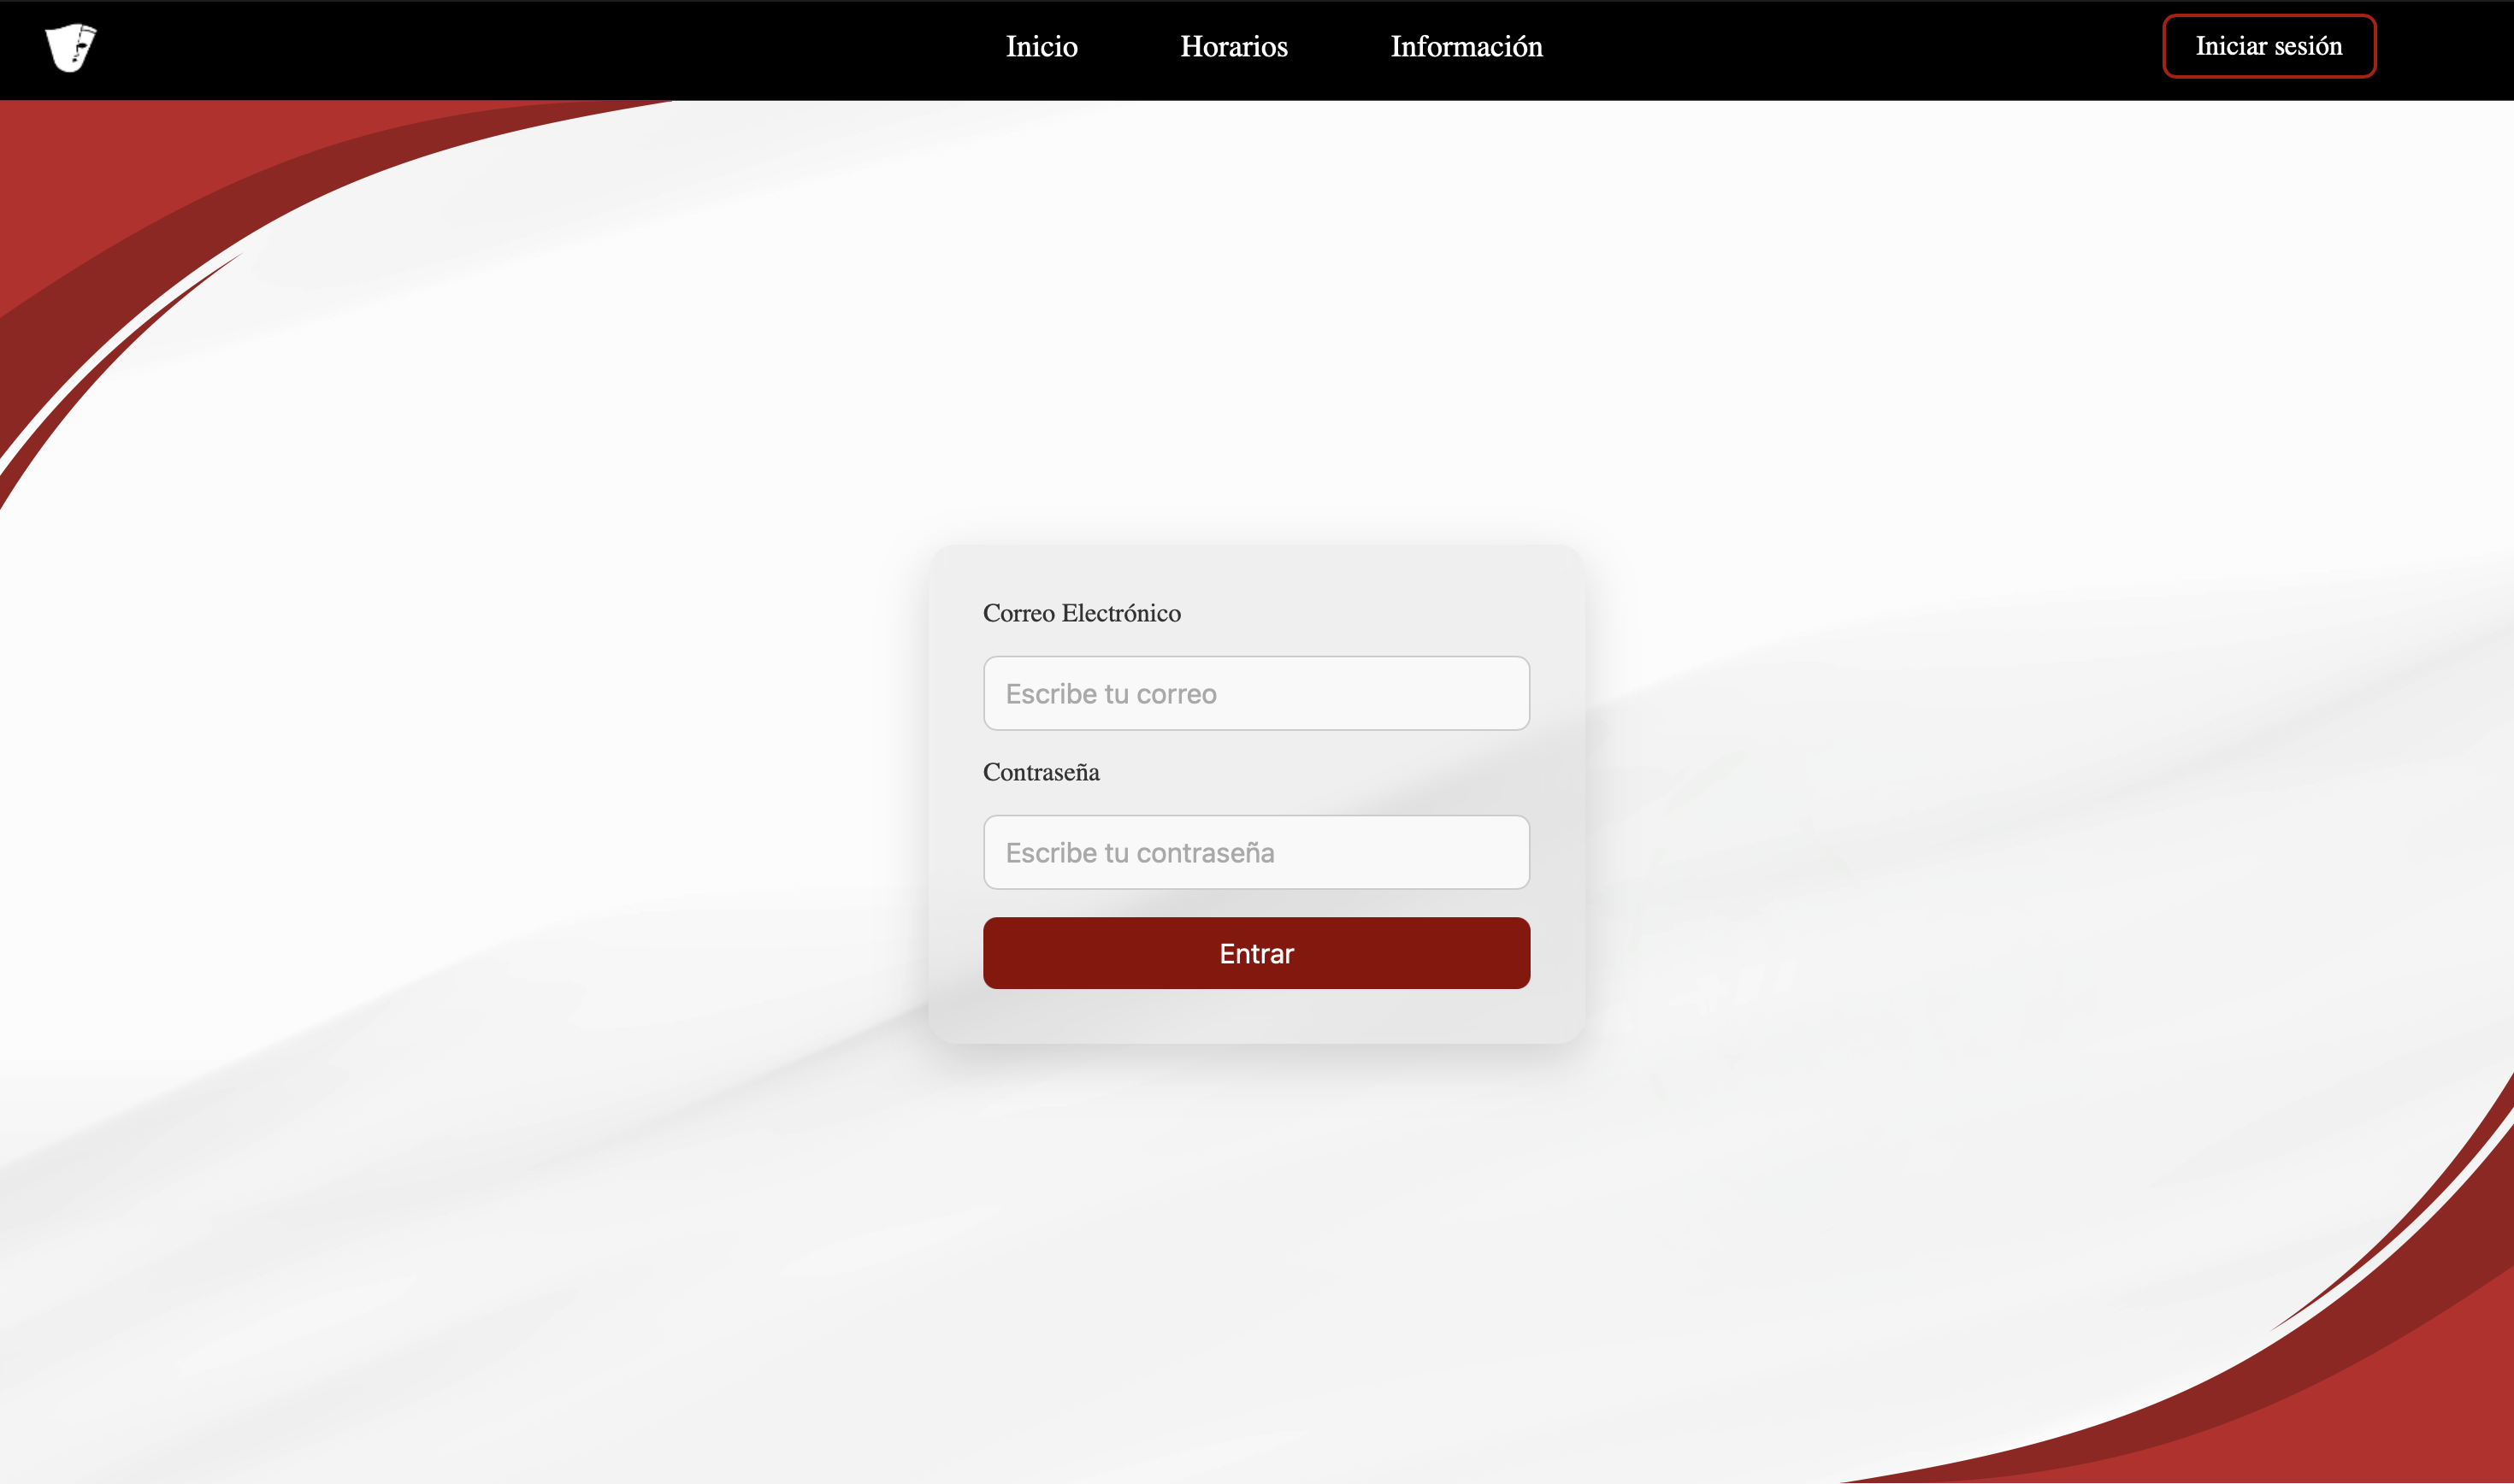 Inicio Horarios Información Iniciar sesión
Correo Electrónico
Escribe tu correo
Contraseña
Escribe tu contraseña
Entrar